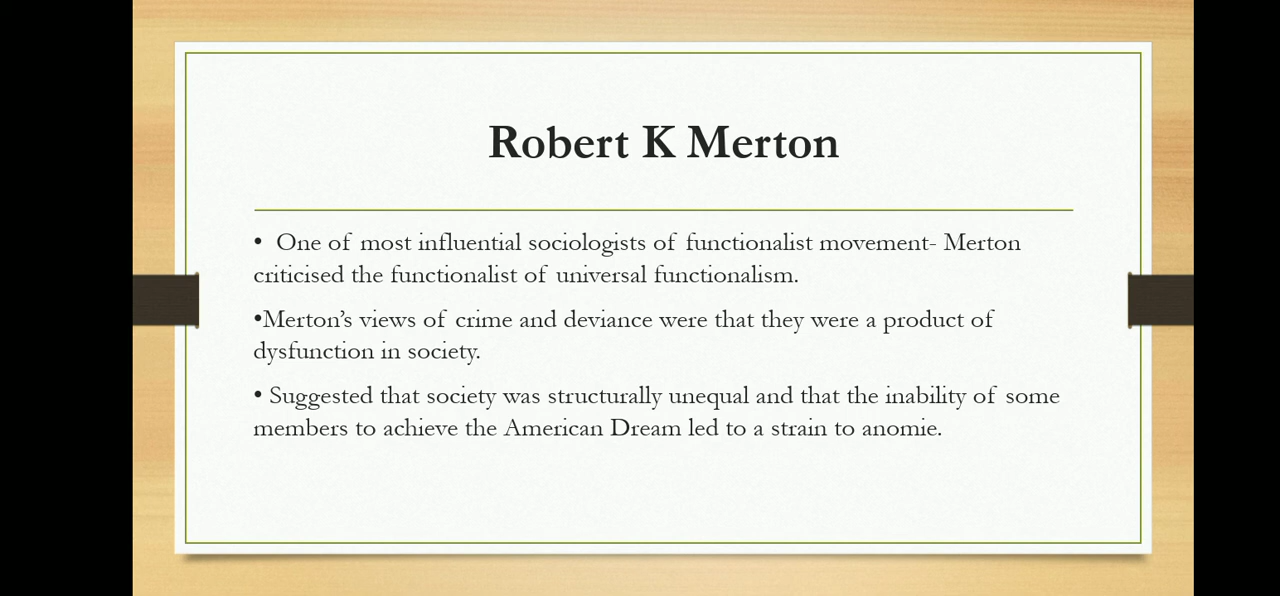 Robert K Merton
• One of most influential sociologists of functionalist movement- Merton
criticised the functionalist of universal functionalism.
•Merton’s views of crime and deviance were that they were a product of
dysfunction in society.
• Suggested that society was structurally unequal and that the inability of some
members to achieve the American Dream led to a strain to anomie.